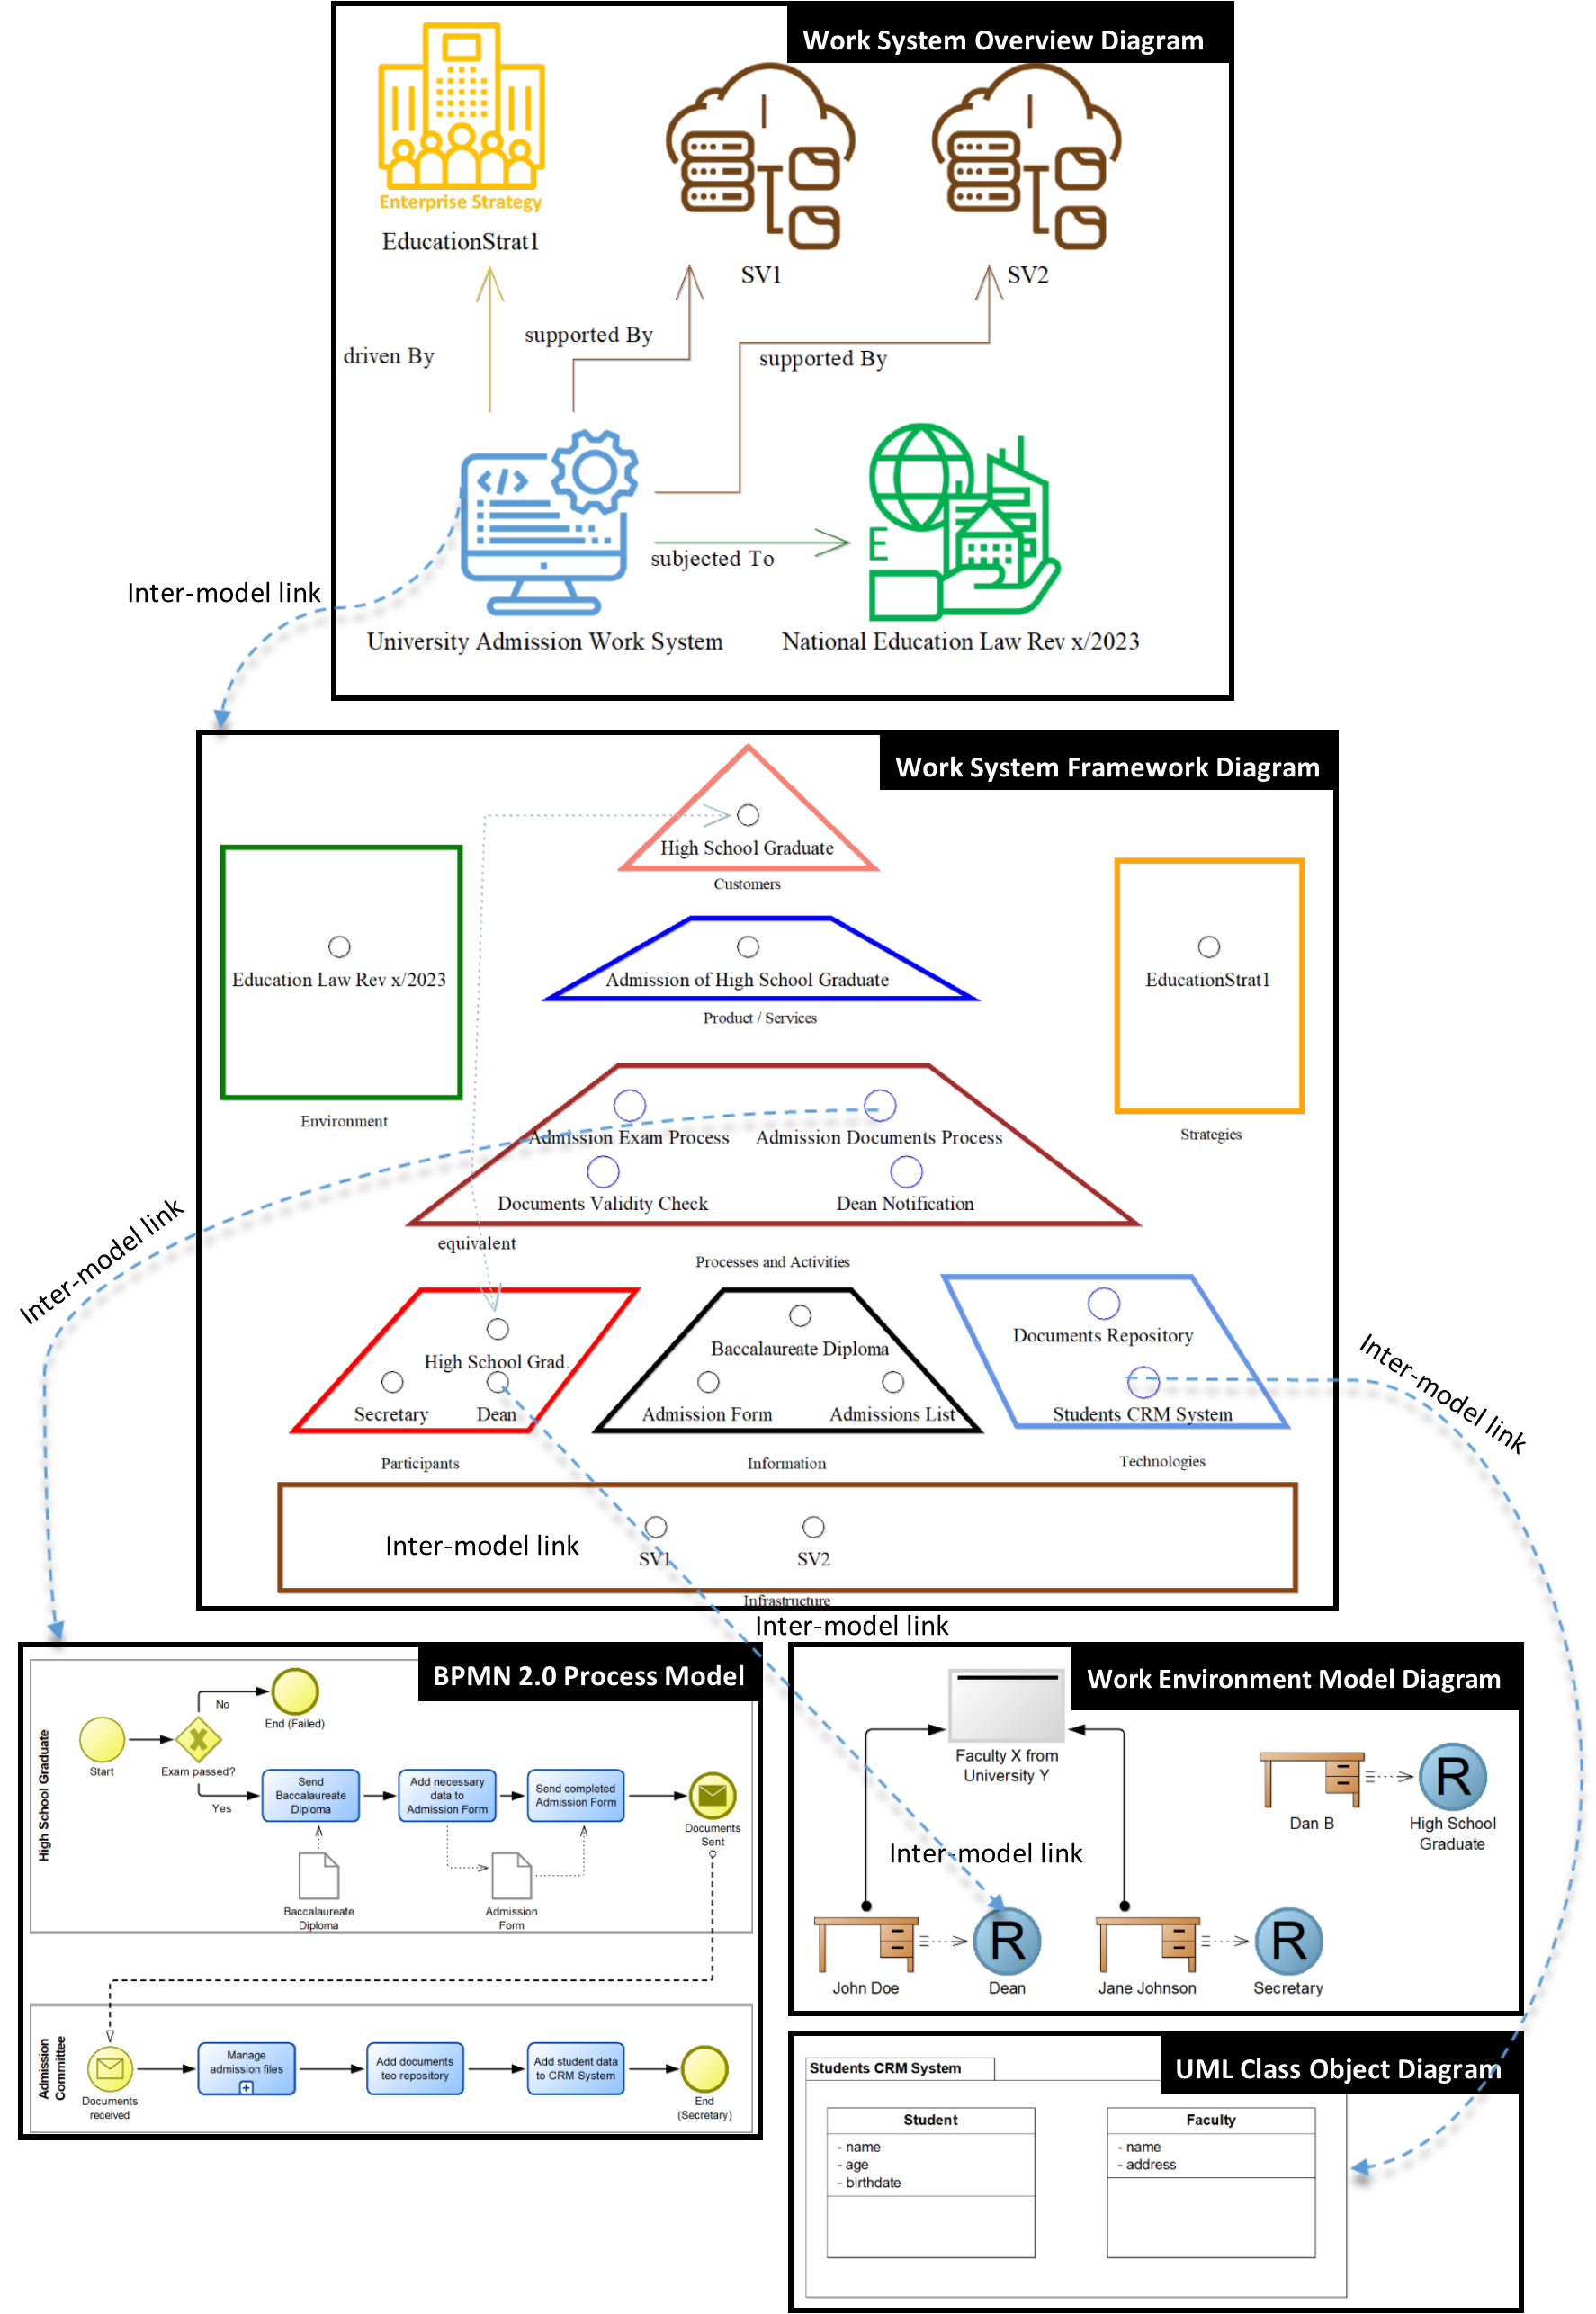 Work System Overview Diagram
Enterprise Strategy
EducationStrat1
SV1
SV2
driven By
supported By
supported By
subjected To
E
Inter-model link
University Admission Work System
National Education Law Rev x/2023
Work System Framework Diagram
High School Graduate
Customers
Education Law Rev x/2023
Environment
Admission of High School Graduate
Product / Services
EducationStrat1
Strategies
Admission Exam Process
Admission Documents Process
Documents Validity Check
Dean Notification
Processes and Activities
equivalent
Inter-model link
High School Grad.
Secretary
Dean
Participants
Baccalaureate Diploma
Admission Form
Admissions List
Information
Documents Repository
Students CRM System
Technologies
Inter-model link
Inter-model link
SV1
SV2
Infrastructure
Inter-model link
BPMN 2.0 Process Model
High School Graduate
Start
Exam passed?
No
End (Failed)
Yes
Send
Baccalaureate
Diploma
Add necessary
data to
Admission Form
Send completed
Admission Form
Documents
Sent
Baccalaureate
Diploma
Admission
Form
Admission
Committee
Documents
received
Manage
admission files
Add documents
teo repository
Add student data
to CRM System
End
(Secretary)
Work Environment Model Diagram
Faculty X from
University Y
R
Dan B
High School
Graduate
Inter-model link
R
R
John Doe
Dean
Jane Johnson
Secretary
UML Class Object Diagram
Students CRM System
Student
- name
- age
- birthdate
Faculty
- name
- address